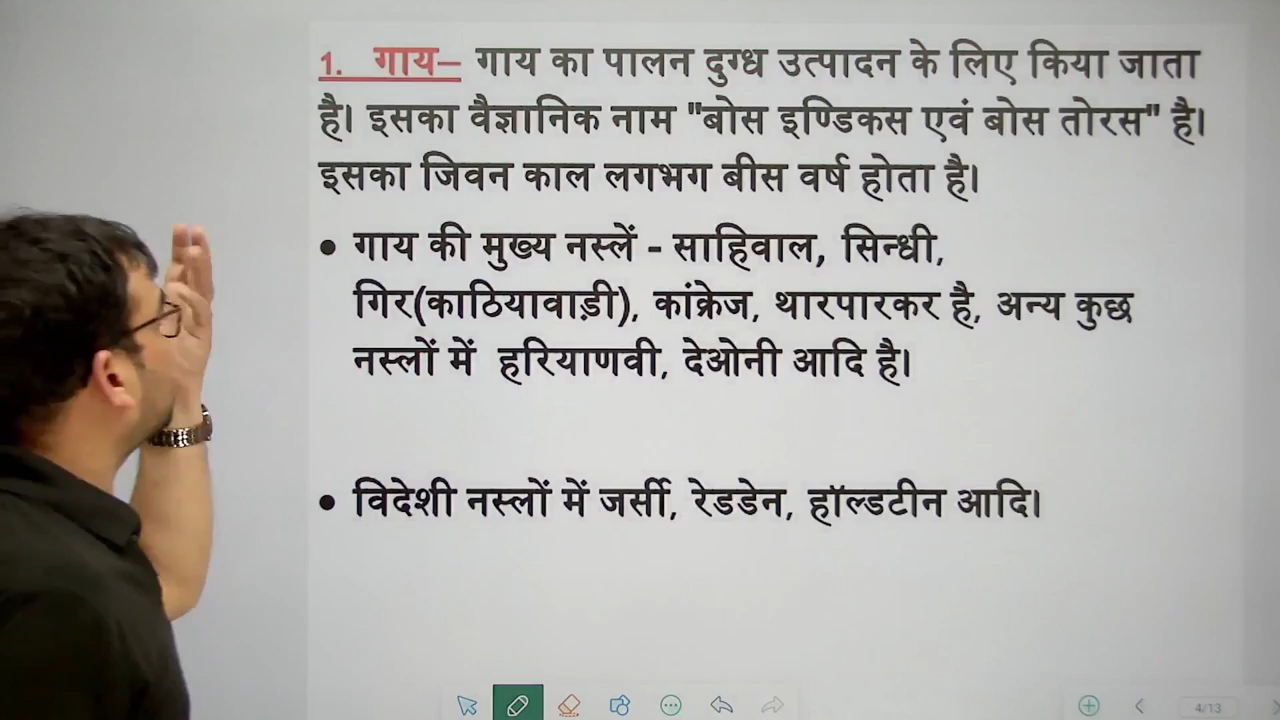 1. गाय– गाय का पालन दुग्ध उत्पादन के लिए किया जाता
है। इसका वैज्ञानिक नाम "बोस इण्डिकस एवं बोस तोरस" है।
इसका जिवन काल लगभग बीस वर्ष होता है।
• गाय की मुख्य नस्लें - साहिवाल, सिन्धी,
गिर(काठियावाड़ी), कांक्रेज, थारपारकर है, अन्य कुछ
नस्लों में हरियाणवी, देओनी आदि है।
• विदेशी नस्लों में जर्सी, रेडडेन, हॉल्डटीन आदि।
4/13